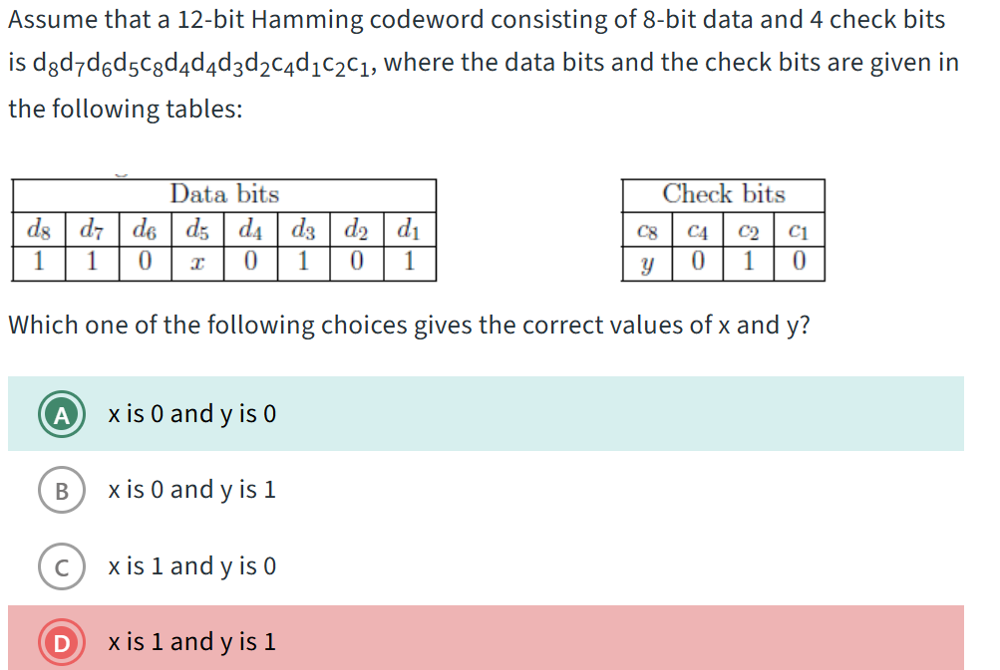 Assume that a 12-bit Hamming codeword consisting of 8-bit data and 4 check bits
is d₈d₇d₆d₅c₈d₄d₄d₃d₂c₄d₁c₂c₁, where the data bits and the check bits are given in
the following tables:
Data bits
d₈ d₇ d₆ d₅ d₄ d₃ d₂ d₁
1 1 0 x 0 1 0 1
Check bits
c₈ c₄ c₂ c₁
y 0 1 0
Which one of the following choices gives the correct values of x and y?
A x is 0 and y is 0
B x is 0 and y is 1
C x is 1 and y is 0
D x is 1 and y is 1